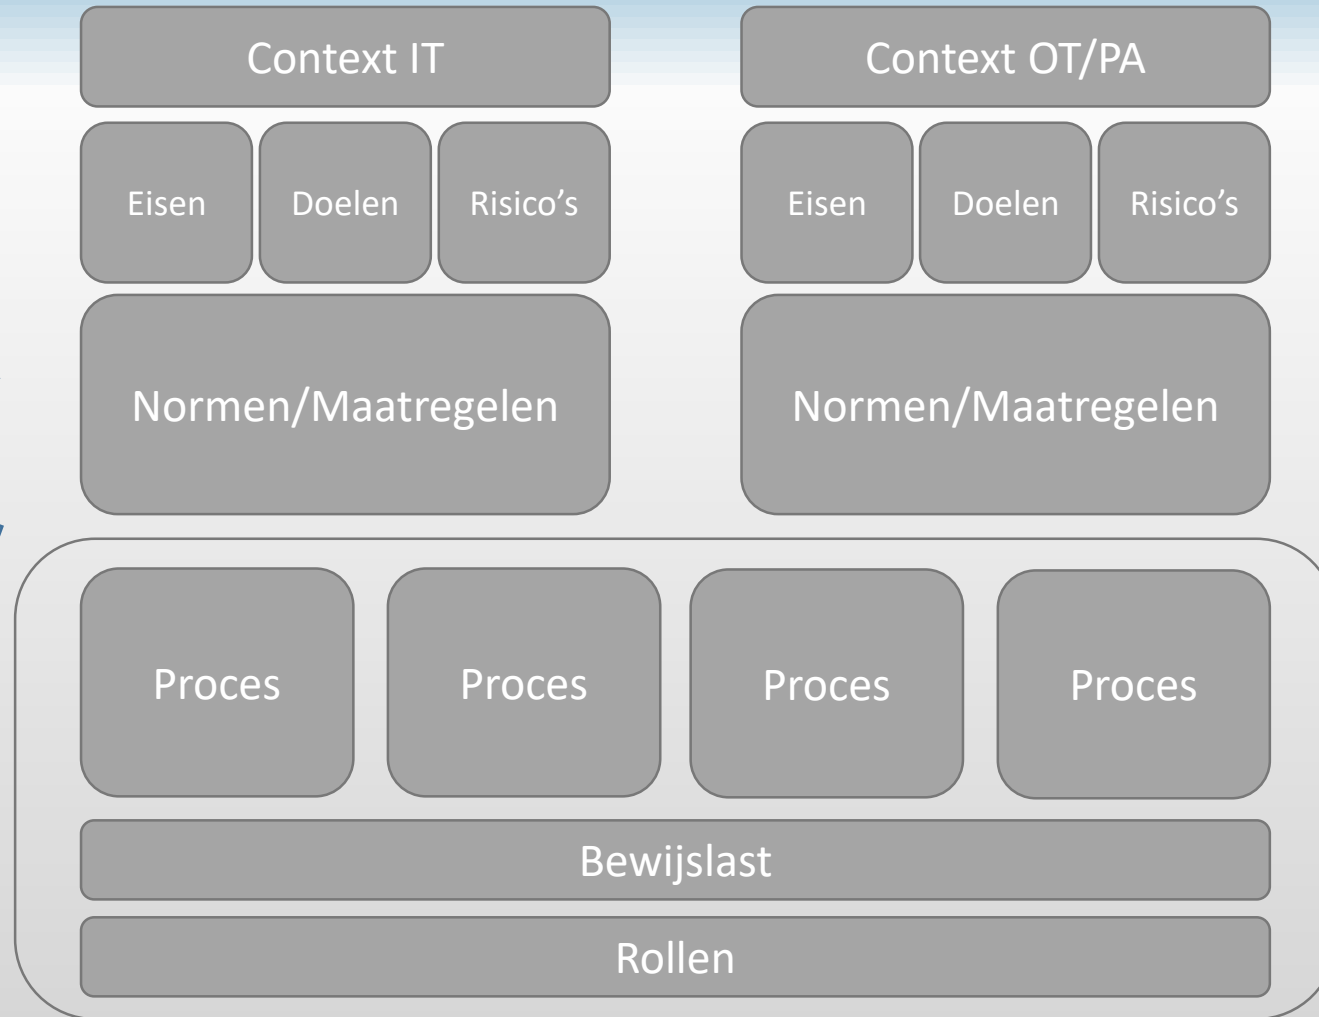 Context IT
Context OT/PA
Eisen
Doelen
Risico’s
Eisen
Doelen
Risico’s
Normen/Maatregelen
Normen/Maatregelen
Proces
Proces
Proces
Proces
Bewijslast
Rollen